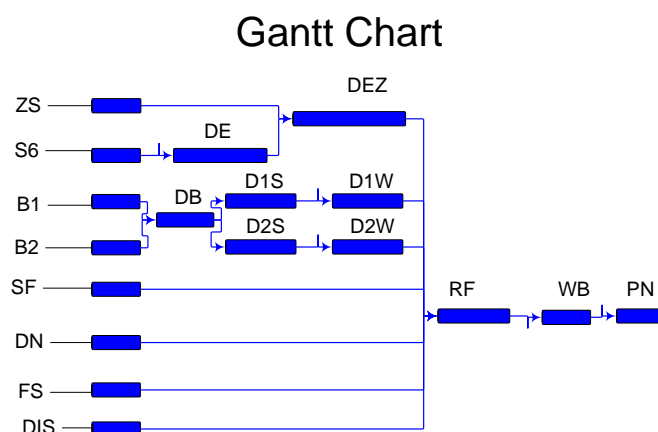 Gantt Chart
DEZ
ZS
DE
S6
D1S
D1W
DB
B1
D2S
D2W
B2
SF
RF
WB
PN
DN
FS
DIS